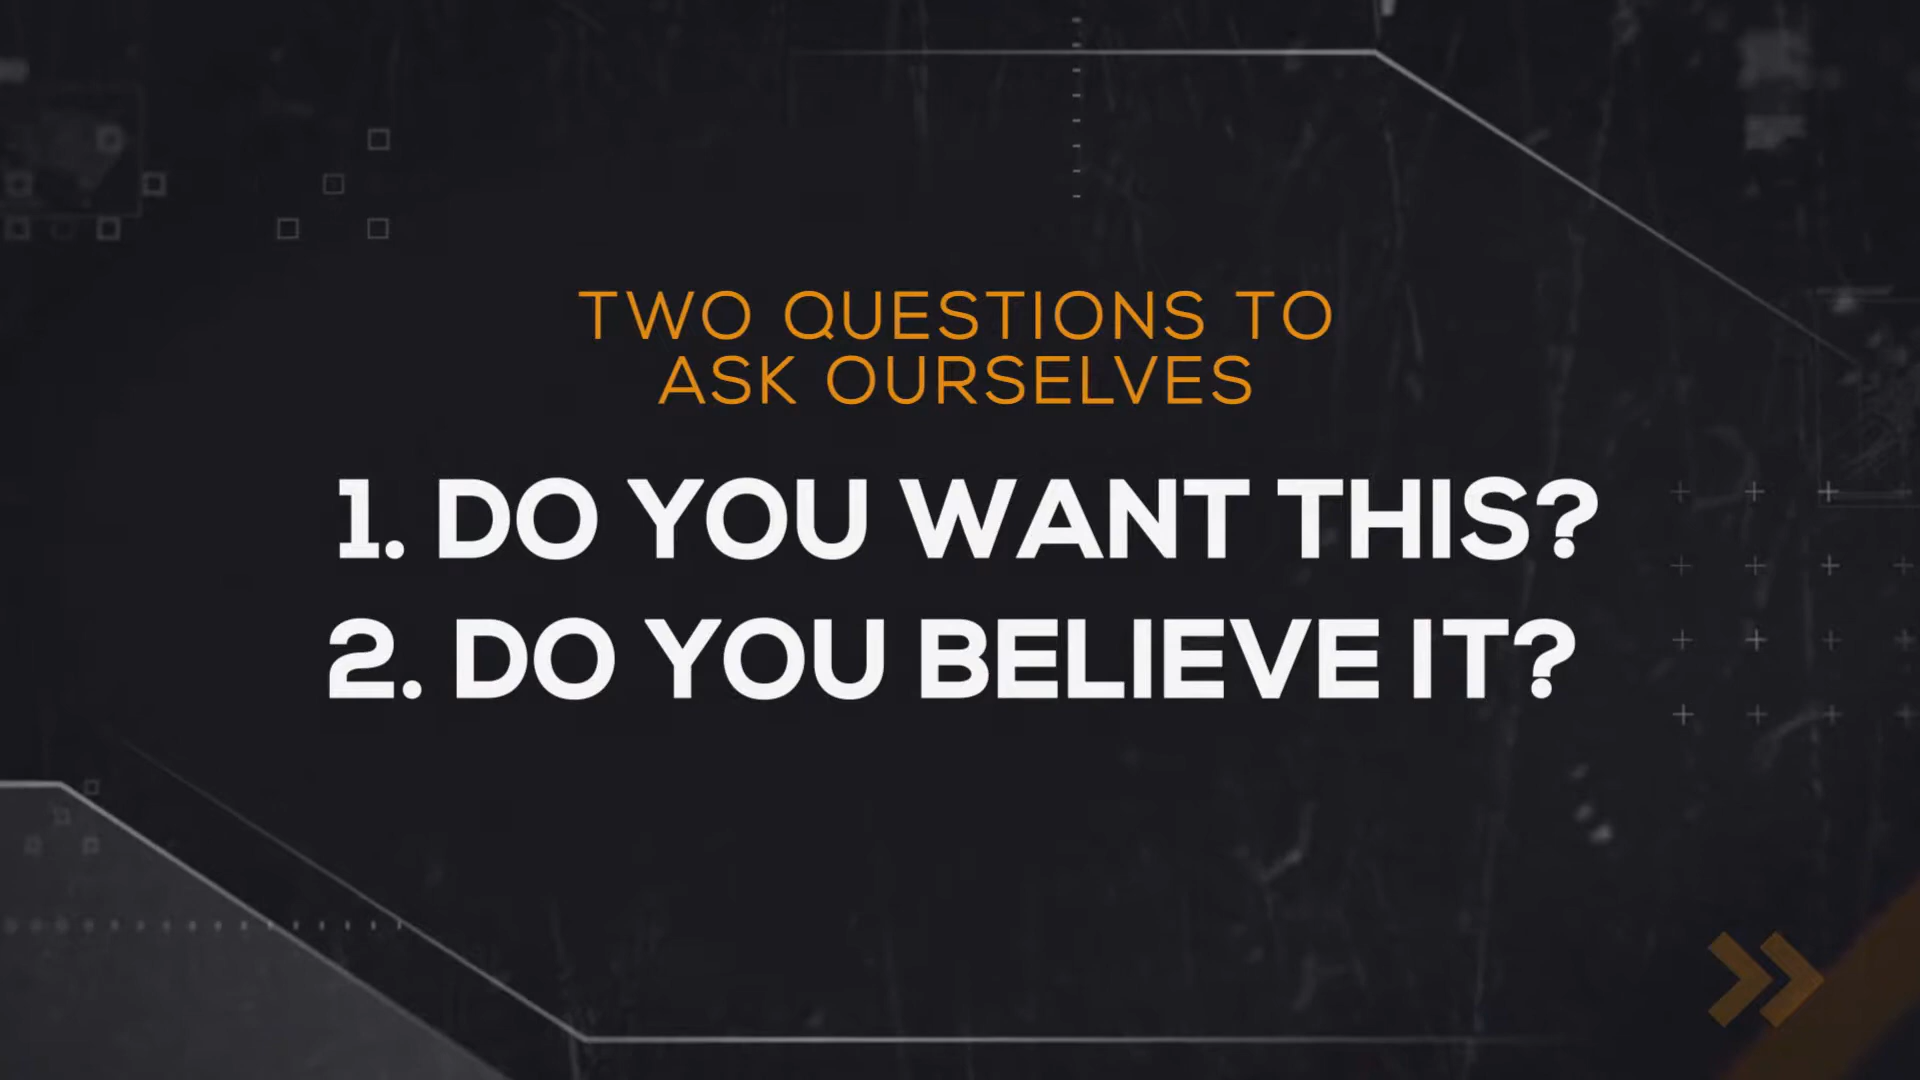 TWO QUESTIONS TO
ASK OURSELVES
1. DO YOU WANT THIS?
2. DO YOU BELIEVE IT?